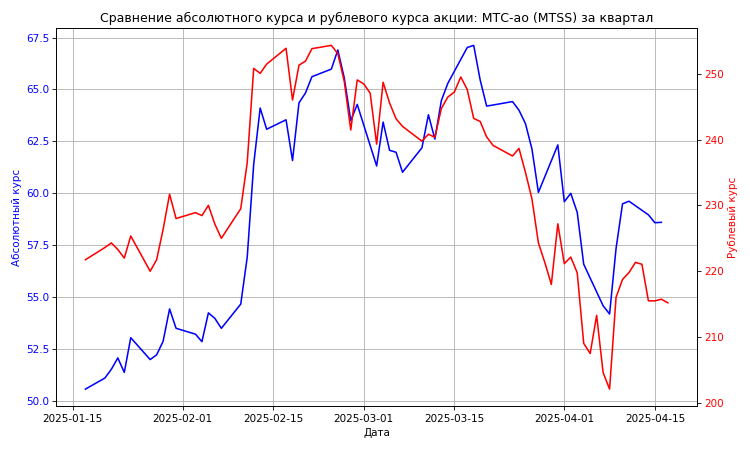 Сравнение абсолютного курса и рублевого курса акции: МТС-ао (MTSS) за квартал
67.5
65.0
62.5
60.0
57.5
55.0
52.5
50.0
Абсолютный курс
250
240
230
220
210
200
Рублевый курс
2025-01-15 2025-02-01 2025-02-15 2025-03-01 2025-03-15 2025-04-01 2025-04-15
Дата